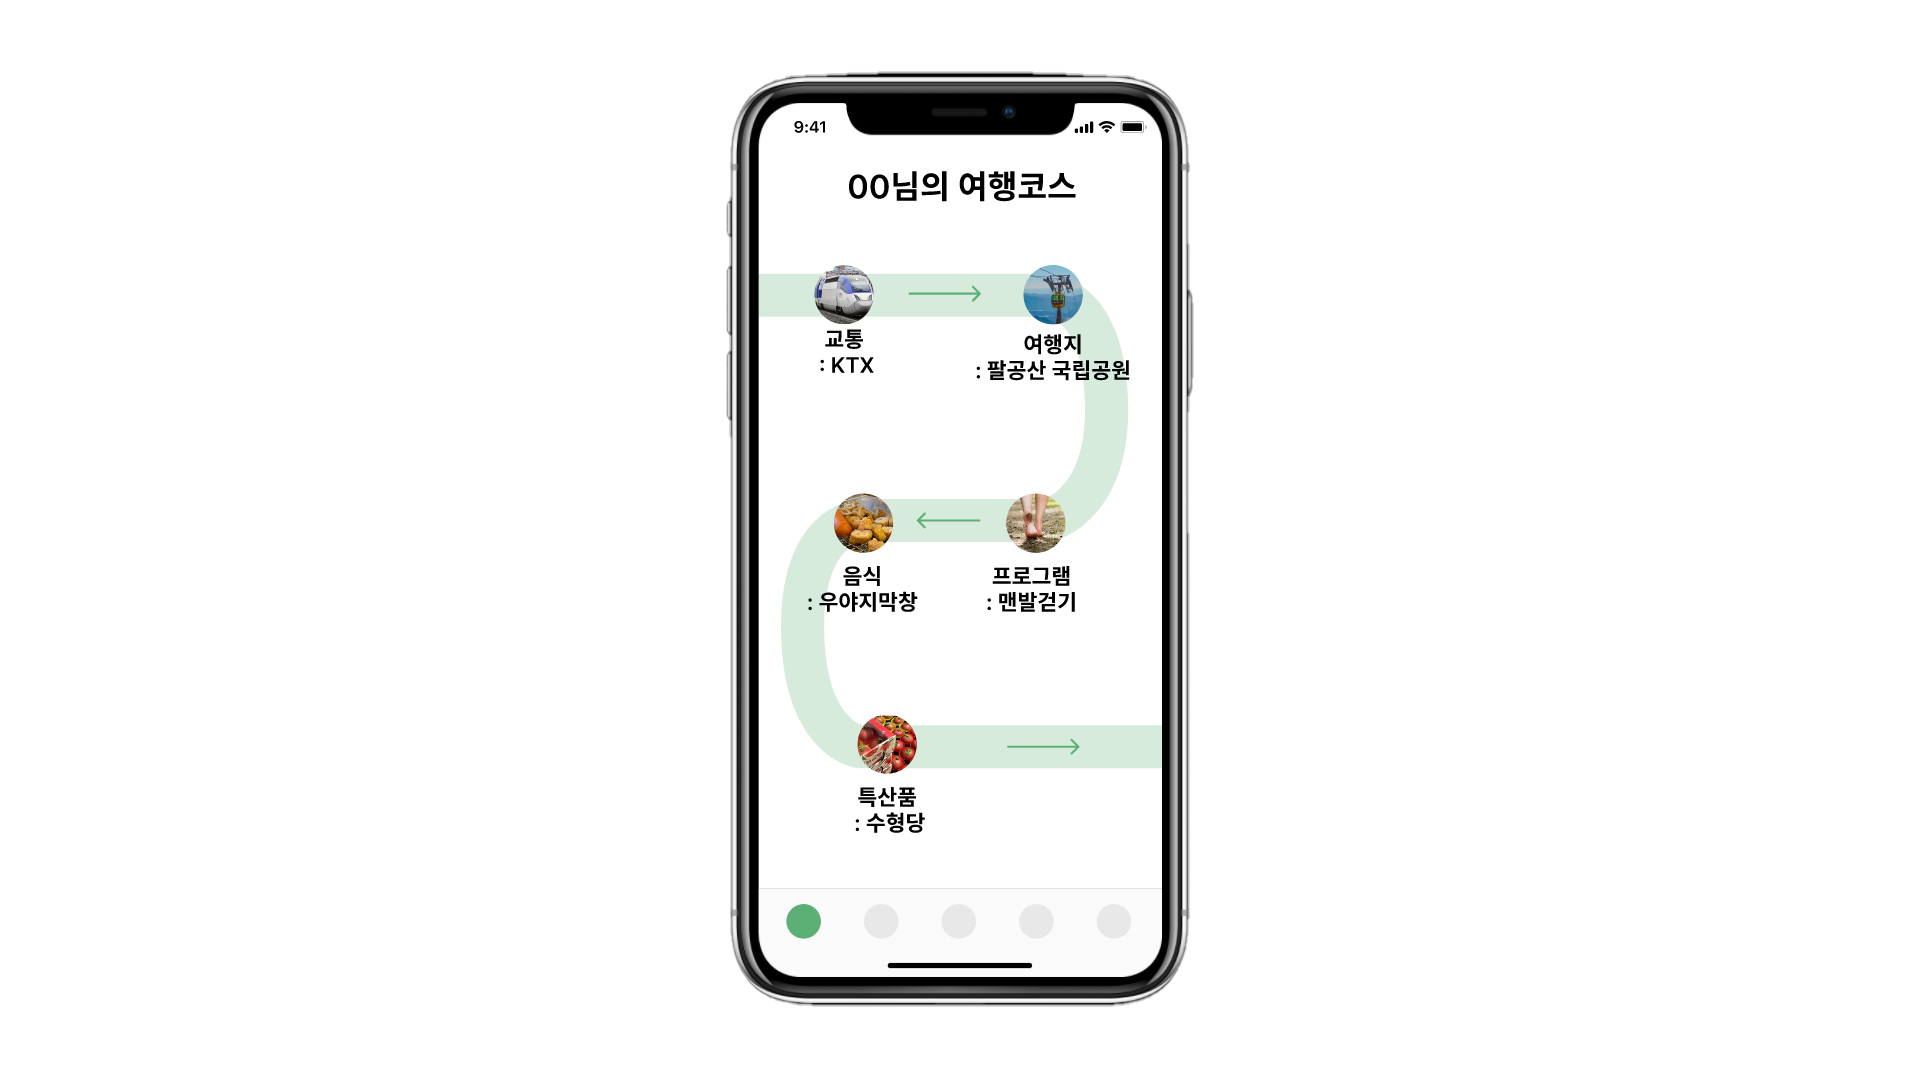 9:41
00님의 여행코스
교통
: KTX
여행지
: 팔공산 국립공원
음식
: 우야지막창
프로그램
: 맨발걷기
특산품
: 수형당